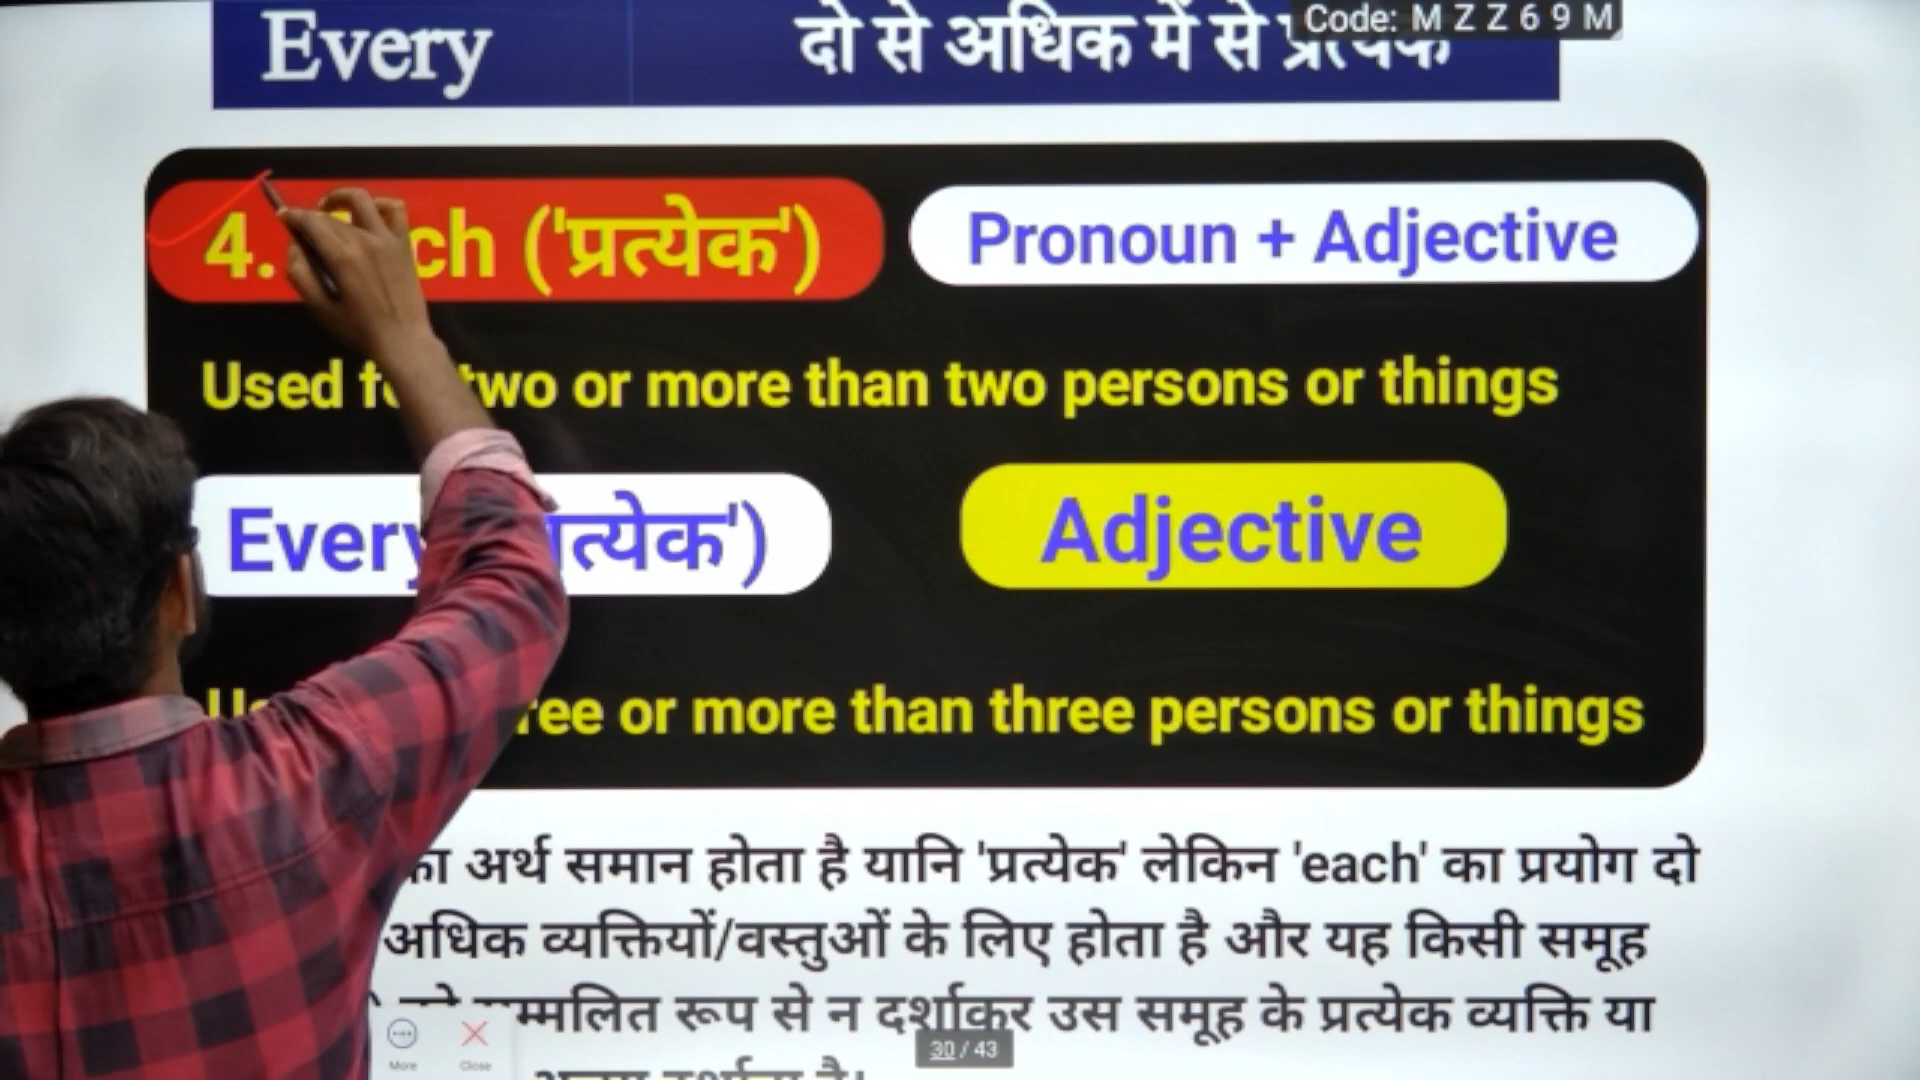 Every दो से अधिक में से प्रत्येक
Code: M Z Z 6 9 M
4. ch ('प्रत्येक') Pronoun + Adjective
Used two or more than two persons or things
Every Adjective
or more than three persons or things
का अर्थ समान होता है यानि 'प्रत्येक' लेकिन 'each' का प्रयोग दो
अधिक व्यक्तियों/वस्तुओं के लिए होता है और यह किसी समूह
रूप से न दर्शाकर उस समूह के प्रत्येक व्यक्ति या
More Close
30 / 43